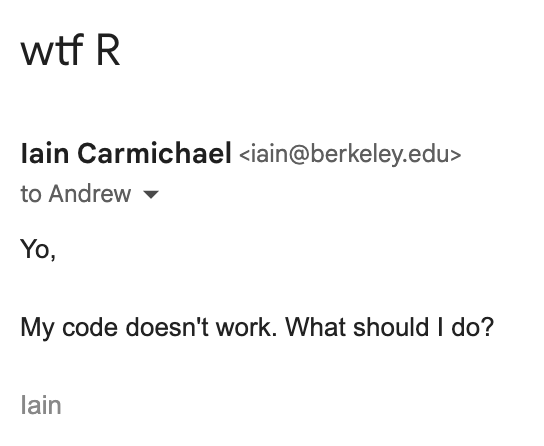 wtf R
Iain Carmichael <iain@berkeley.edu>
to Andrew
Yo,
My code doesn't work. What should I do?
Iain